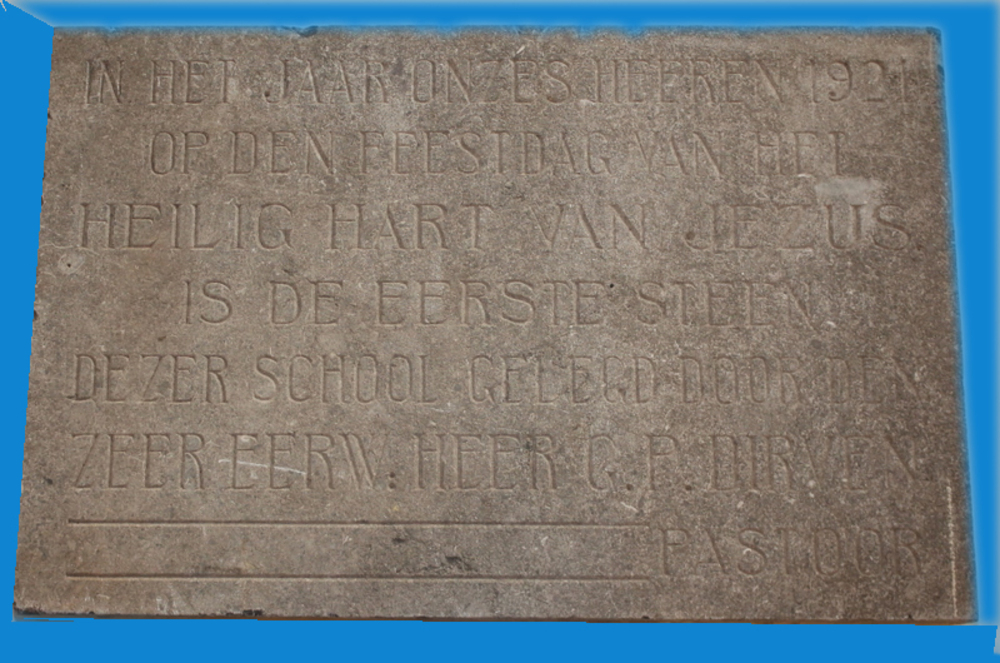 IN HET JAAR ONZES HEEREN 1921
OP DEN FEESTDAG VAN HET
HEILIG HART VAN JEZUS
IS DE EERSTE STEEN
DEZER SCHOOL GELEGD DOOR DEN
ZEER EERW: HEER C. P. DIRVEN
PASTOOR